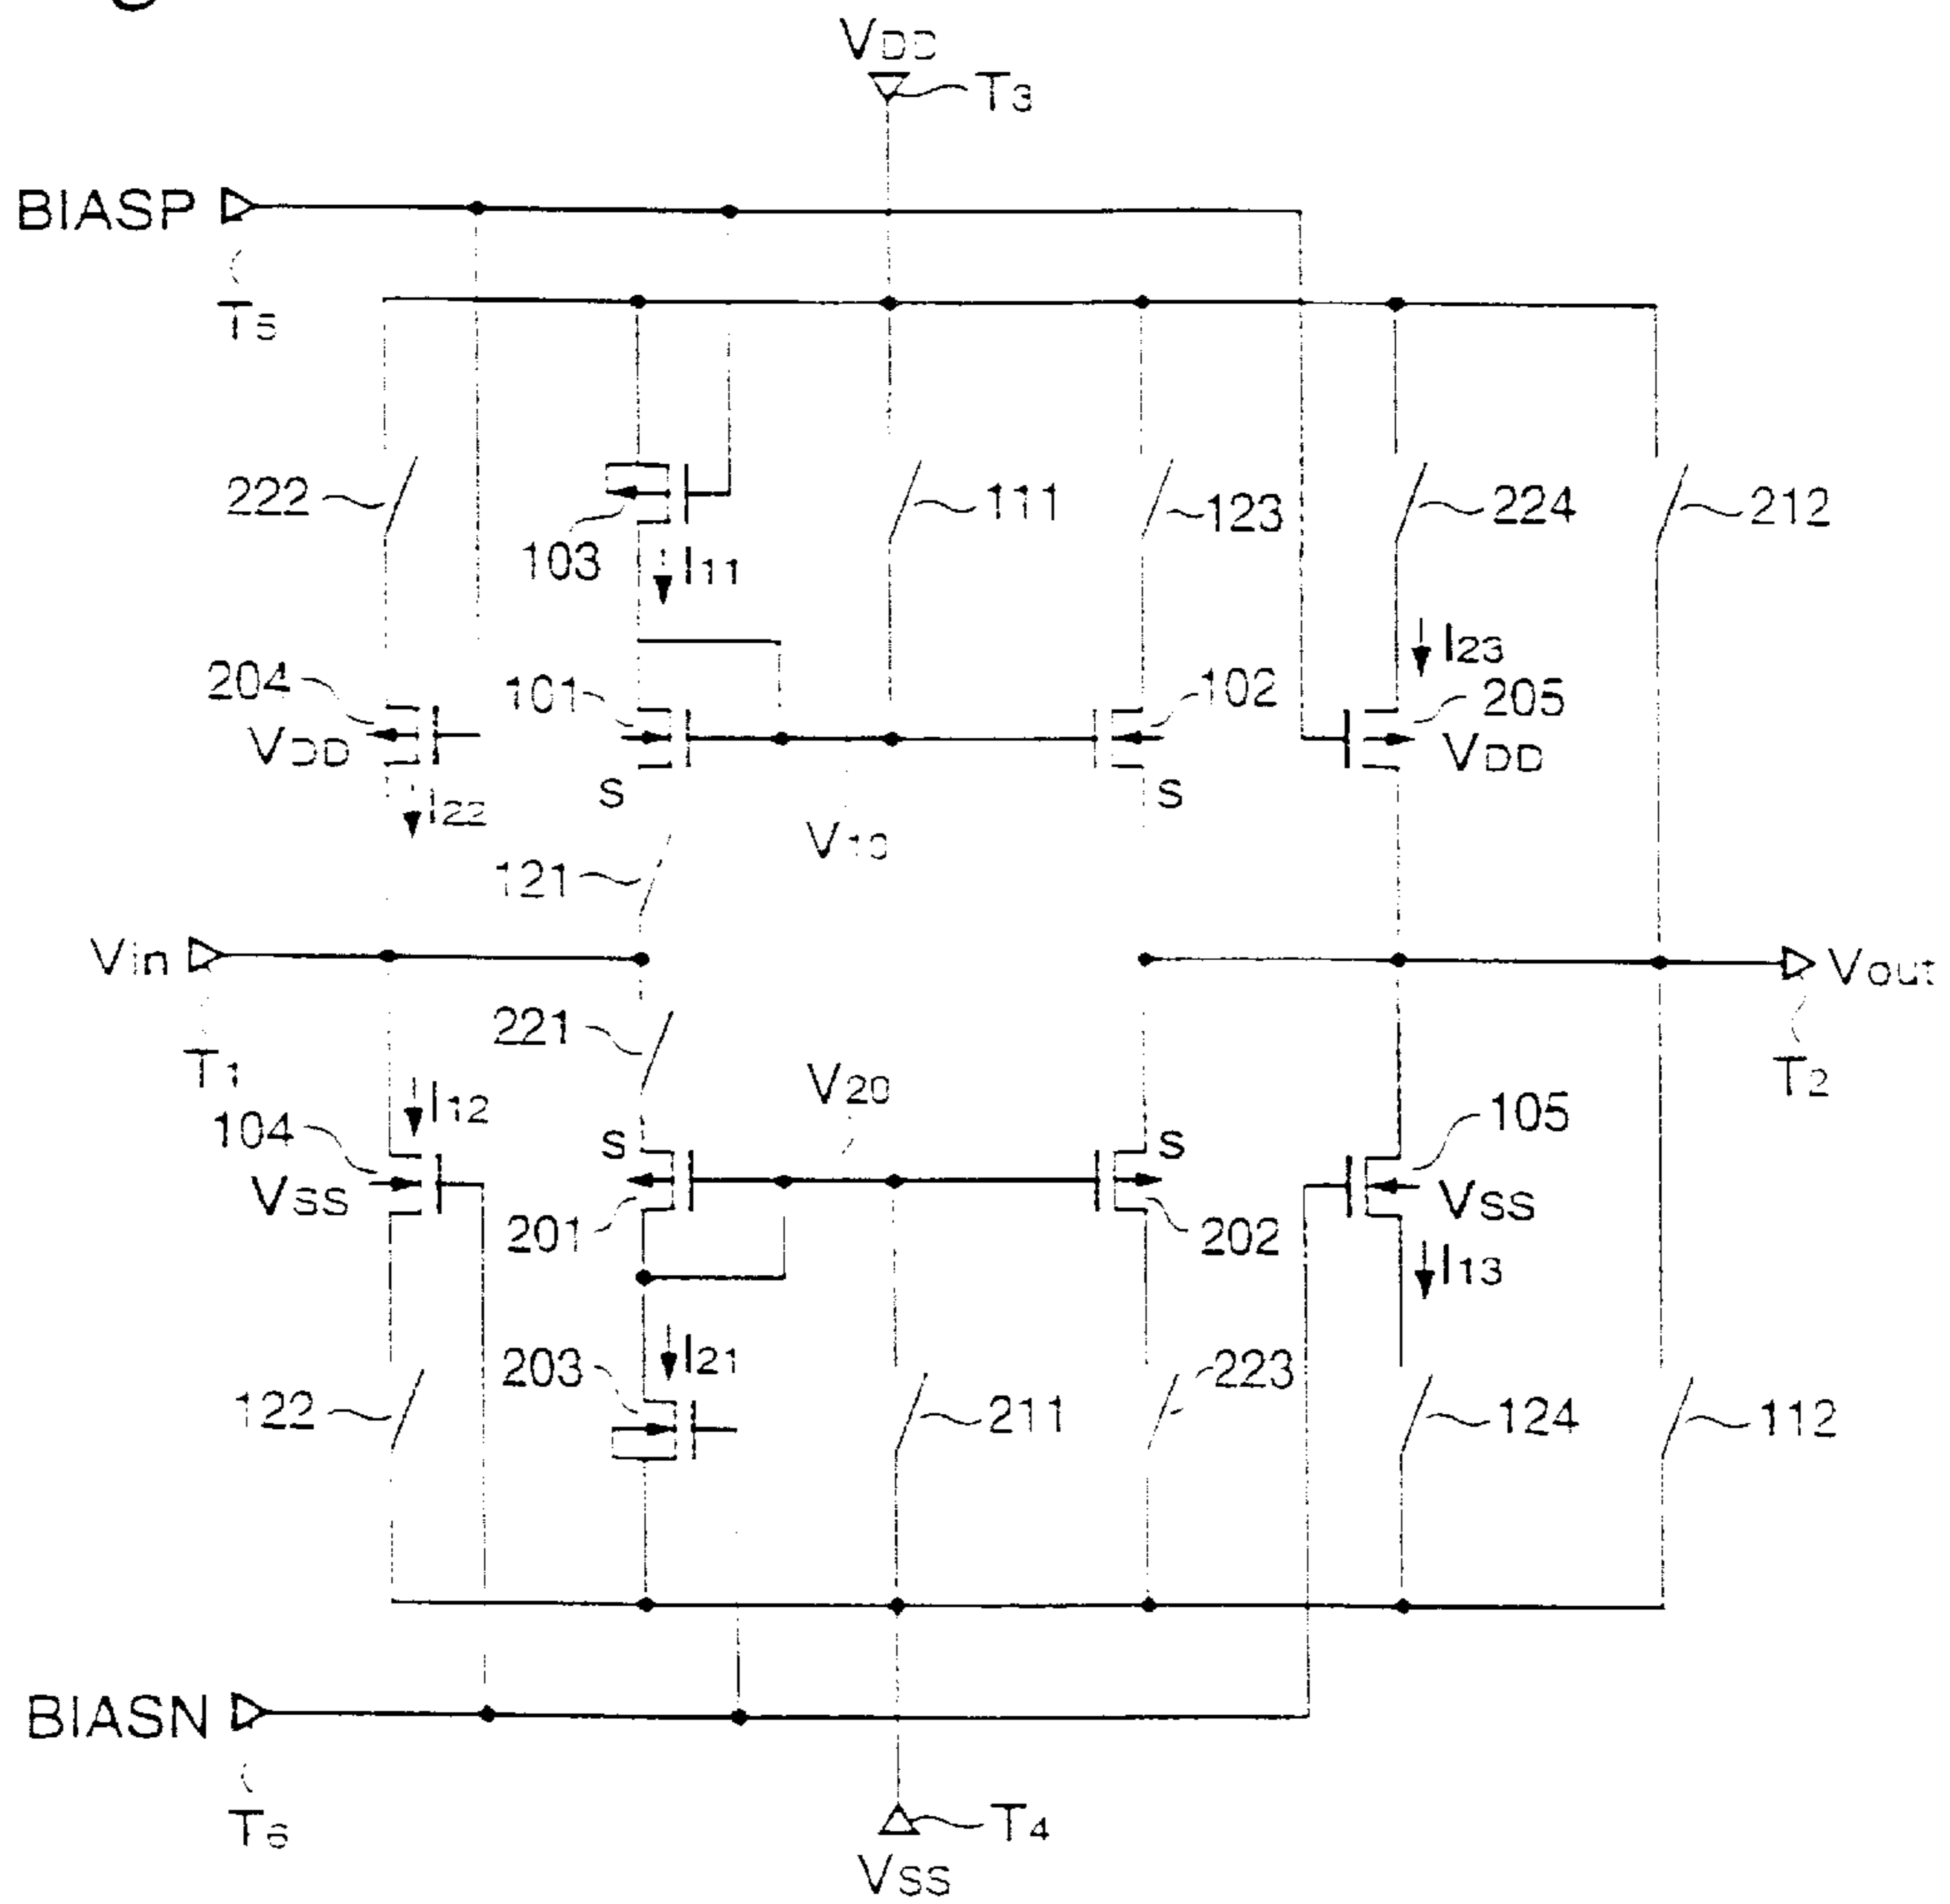 VDD
T3
BIASP
T5
222
103
I11
111
123
224
212
204
VDD
I22
101
S
102
S
I23
205
VDD
V10
121
Vin
T1
Vout
T2
221
V20
I12
104
VSS
S
201
S
202
105
VSS
I13
203
I21
122
211
223
124
112
BIASN
T6
T4
VSS